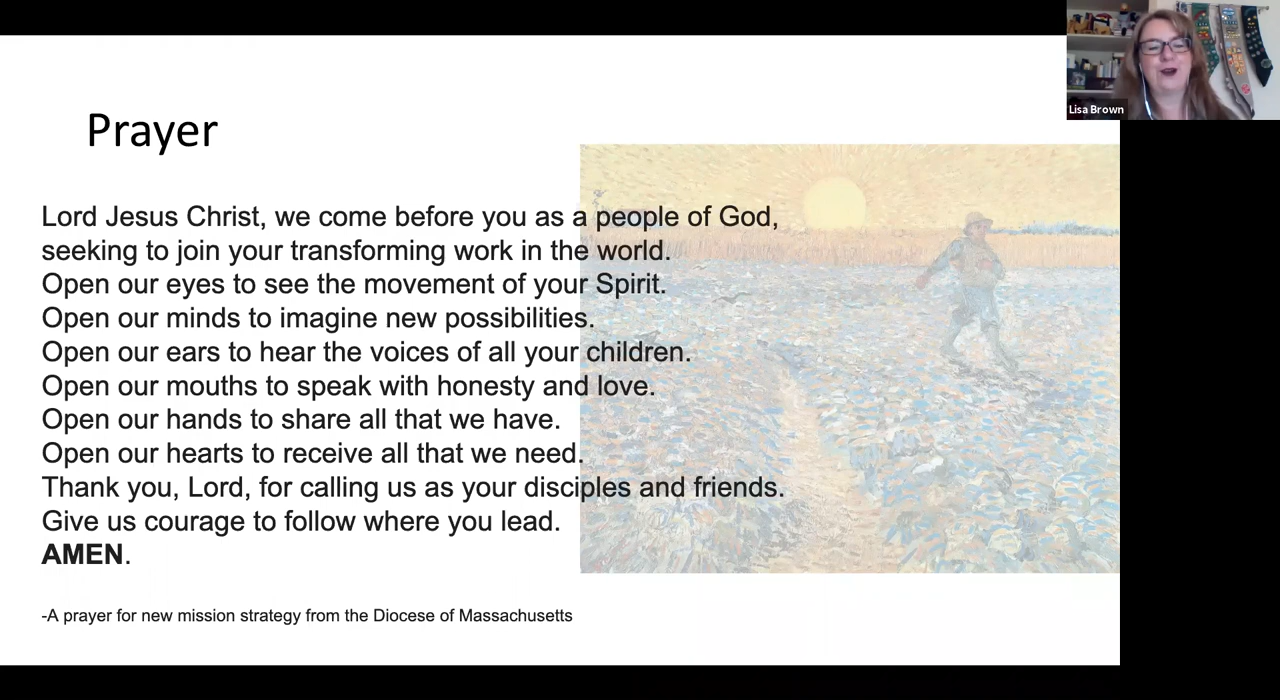 Prayer
Lord Jesus Christ, we come before you as a people of God,
seeking to join your transforming work in the world.
Open our eyes to see the movement of your Spirit.
Open our minds to imagine new possibilities.
Open our ears to hear the voices of all your children.
Open our mouths to speak with honesty and love.
Open our hands to share all that we have.
Open our hearts to receive all that we need.
Thank you, Lord, for calling us as your disciples and friends.
Give us courage to follow where you lead.
AMEN.
-A prayer for new mission strategy from the Diocese of Massachusetts
Lisa Brown